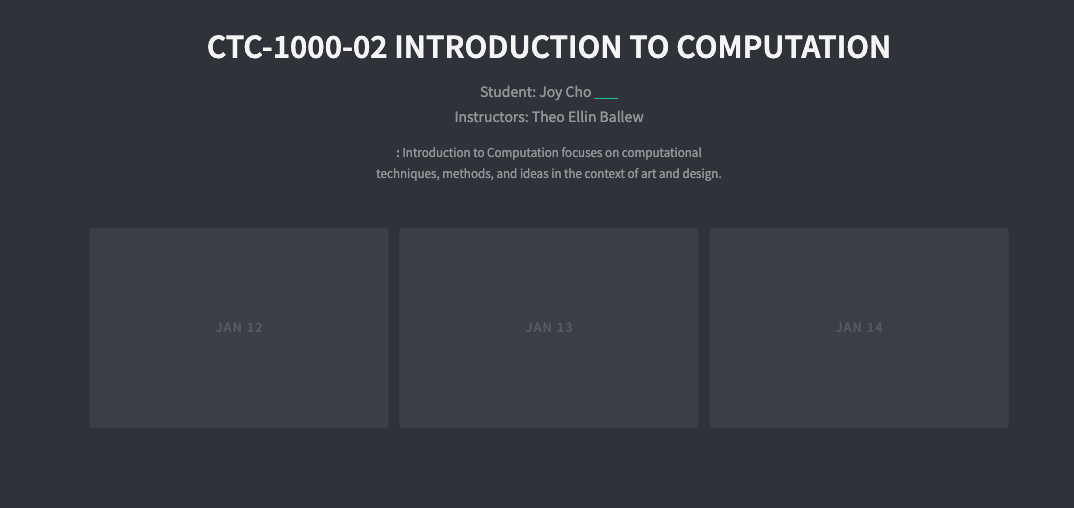 CTC-1000-02 INTRODUCTION TO COMPUTATION
Student: Joy Cho ___
Instructors: Theo Ellin Ballew
: Introduction to Computation focuses on computational
techniques, methods, and ideas in the context of art and design.
JAN 12
JAN 13
JAN 14